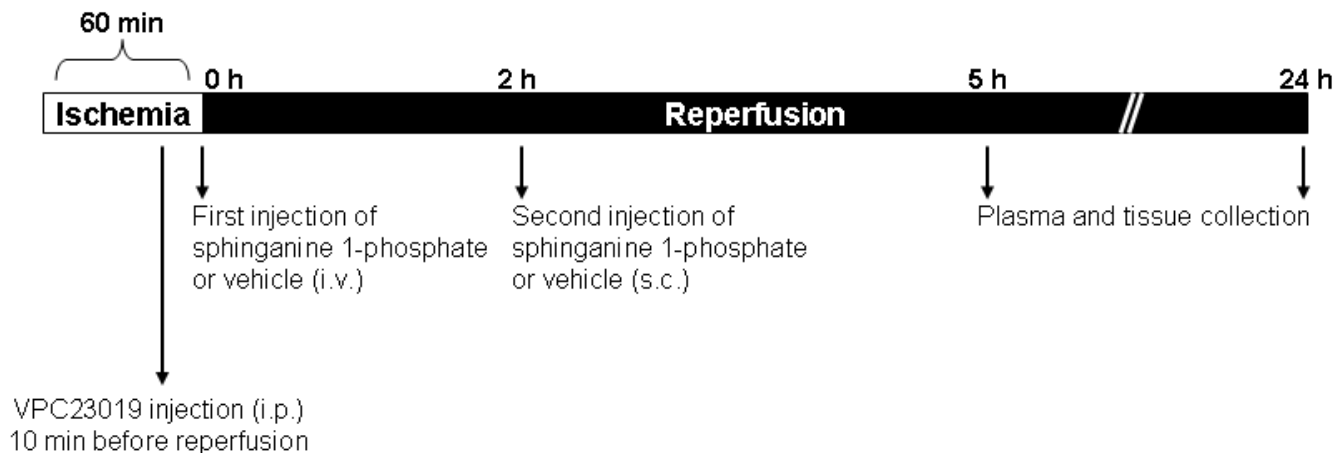 60 min
0 h
2 h
5 h
24 h
Ischemia
Reperfusion
First injection of
sphinganine 1-phosphate
or vehicle (i.v.)
Second injection of
sphinganine 1-phosphate
or vehicle (s.c.)
Plasma and tissue collection
VPC23019 injection (i.p.)
10 min before reperfusion